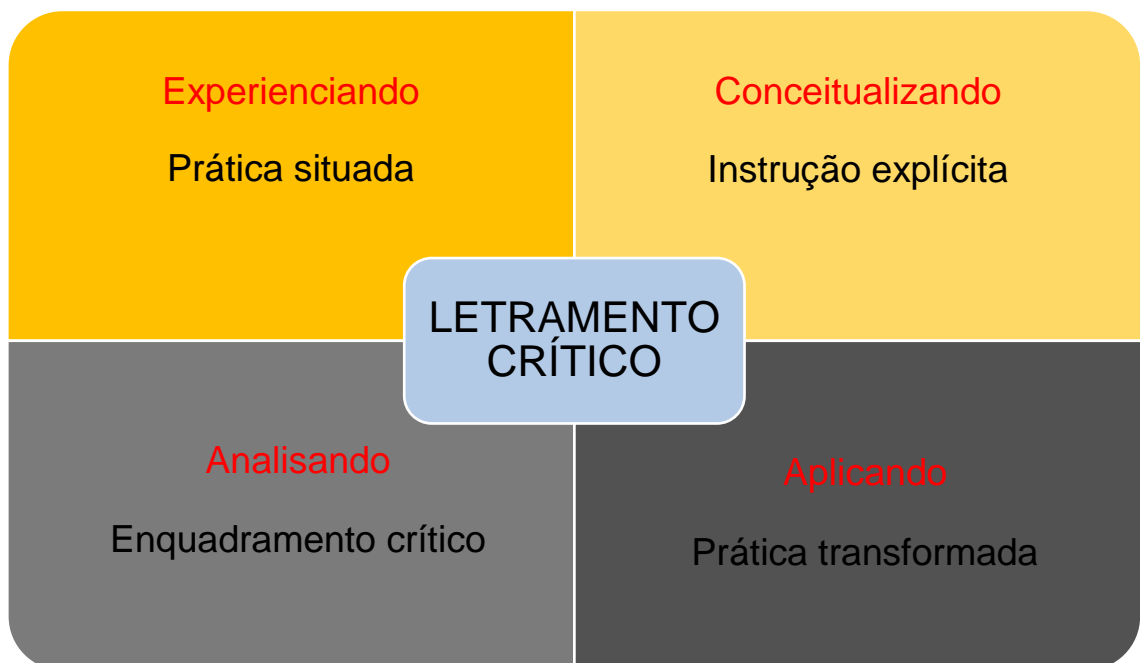 Experienciando
Prática situada
Conceitualizando
Instrução explícita
LETRAMENTO
CRÍTICO
Analisando
Enquadramento crítico
Aplicando
Prática transformada